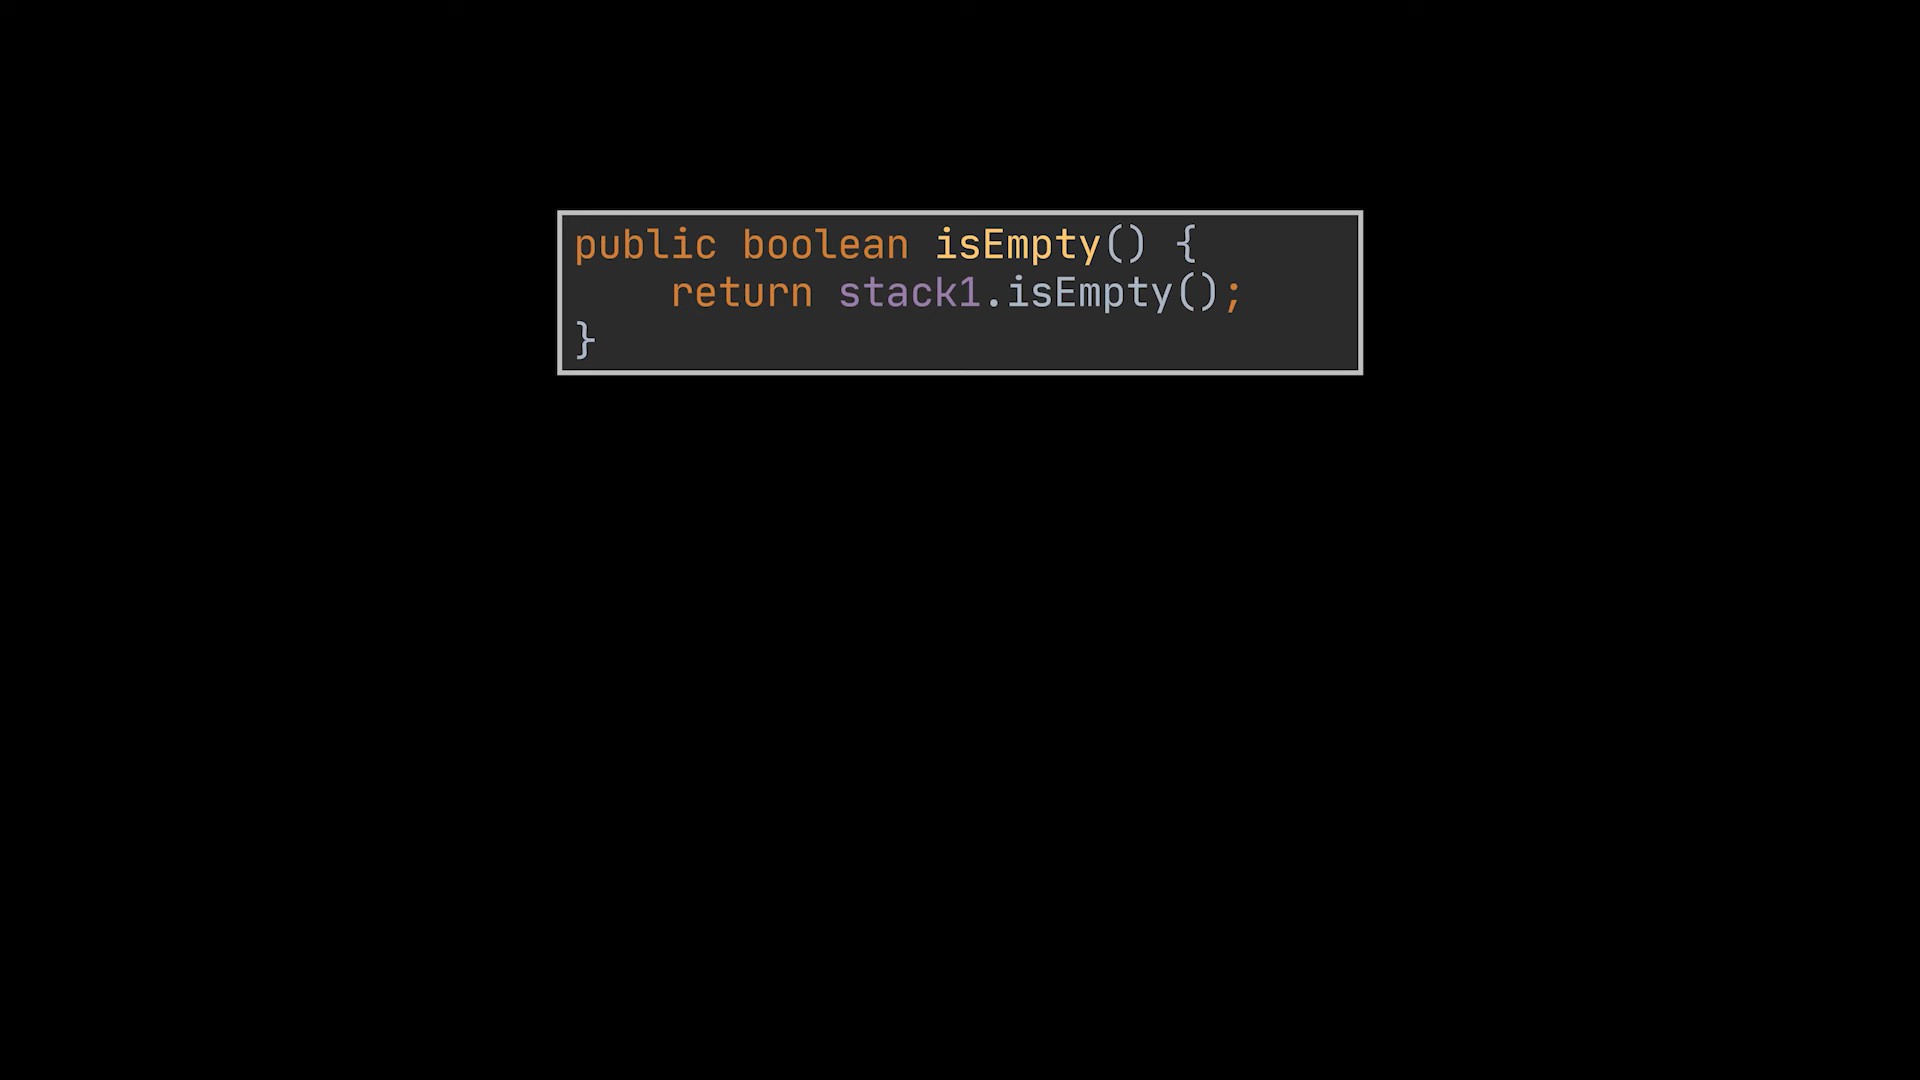 public boolean isEmpty() {
    return stack1.isEmpty();
}